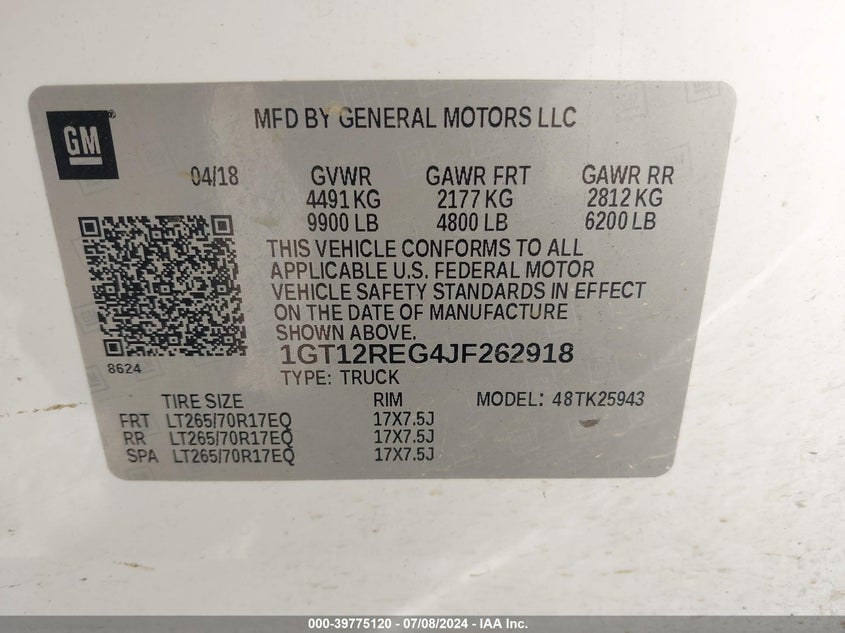 GM
MFD BY GENERAL MOTORS LLC
04/18 GVWR GAWR FRT GAWR RR
4491 KG 2177 KG 2812 KG
9900 LB 4800 LB 6200 LB
THIS VEHICLE CONFORMS TO ALL
APPLICABLE U.S. FEDERAL MOTOR
VEHICLE SAFETY STANDARDS IN EFFECT
ON THE DATE OF MANUFACTURE
SHOWN ABOVE.
1GT12REG4JF262918
8624
TYPE: TRUCK
TIRE SIZE RIM MODEL: 48TK25943
FRT LT265/70R17EQ 17X7.5J
RR LT265/70R17EQ 17X7.5J
SPA LT265/70R17EQ 17X7.5J
000-39775120 - 07/08/2024 - IAA Inc.